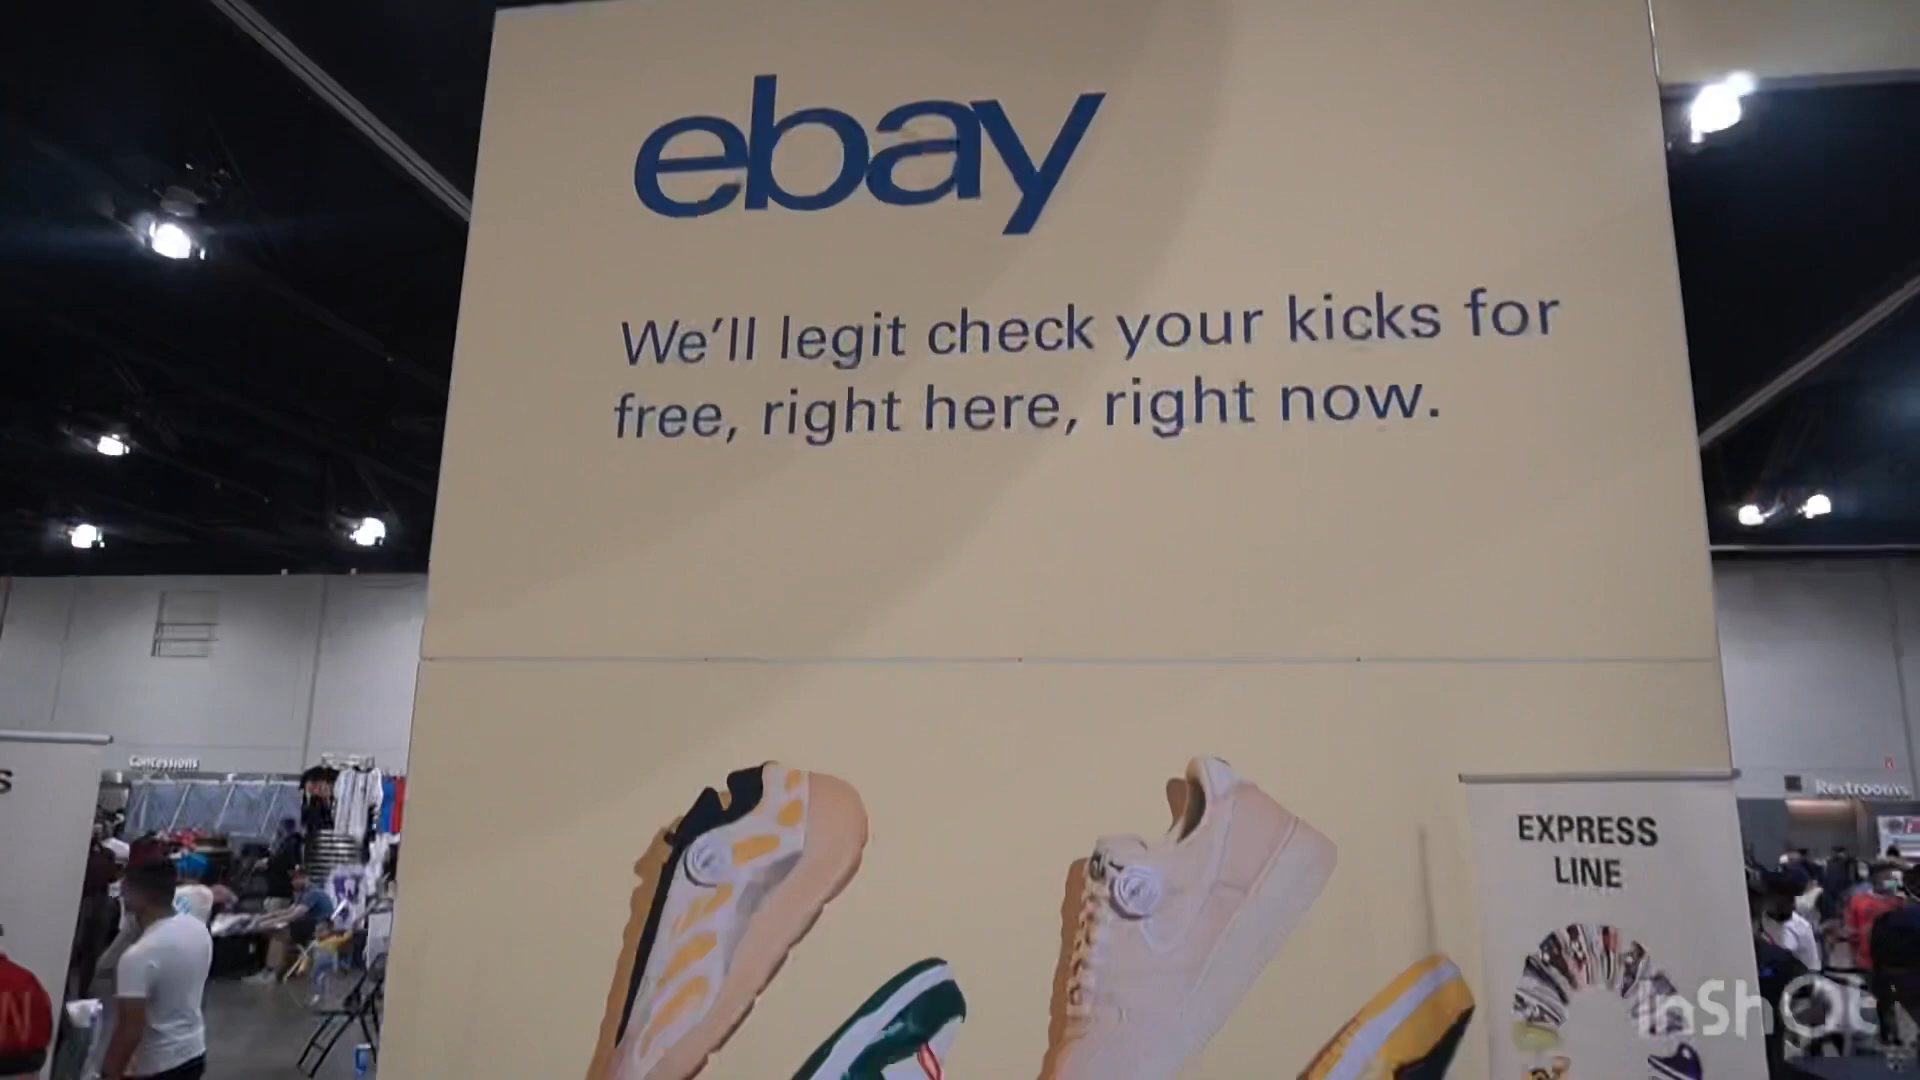 ebay
We'll legit check your kicks for
free, right here, right now.
Concessions
Restrooms
EXPRESS
LINE
InShOt